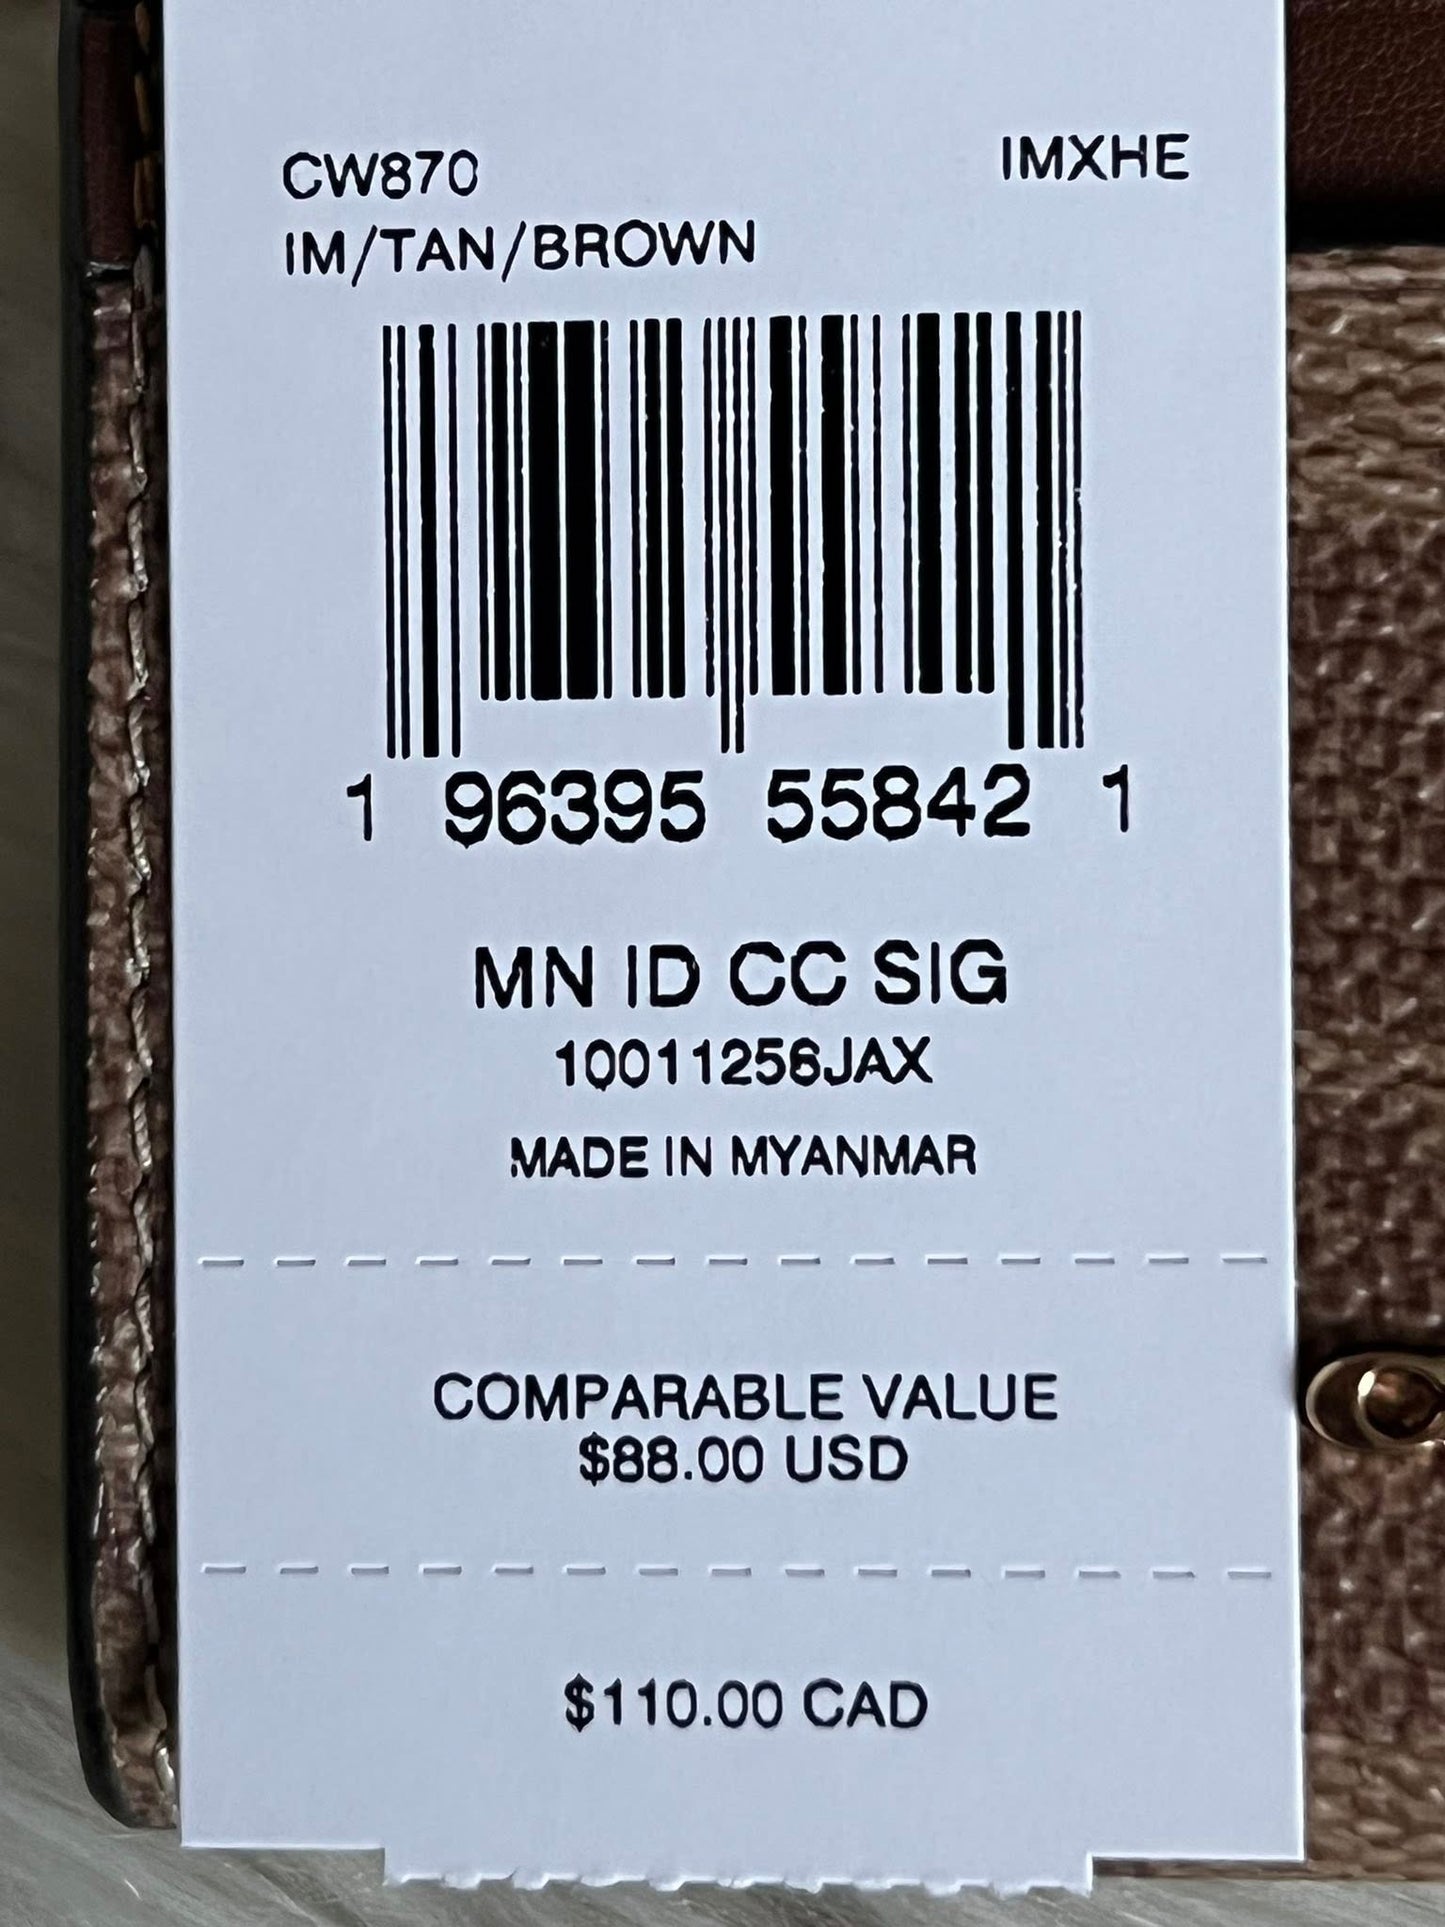 CW870 IMXHE
IM/TAN/BROWN
1 96395 55842 1
MN ID CC SIG
10011256JAX
MADE IN MYANMAR
COMPARABLE VALUE
$88.00 USD
$110.00 CAD